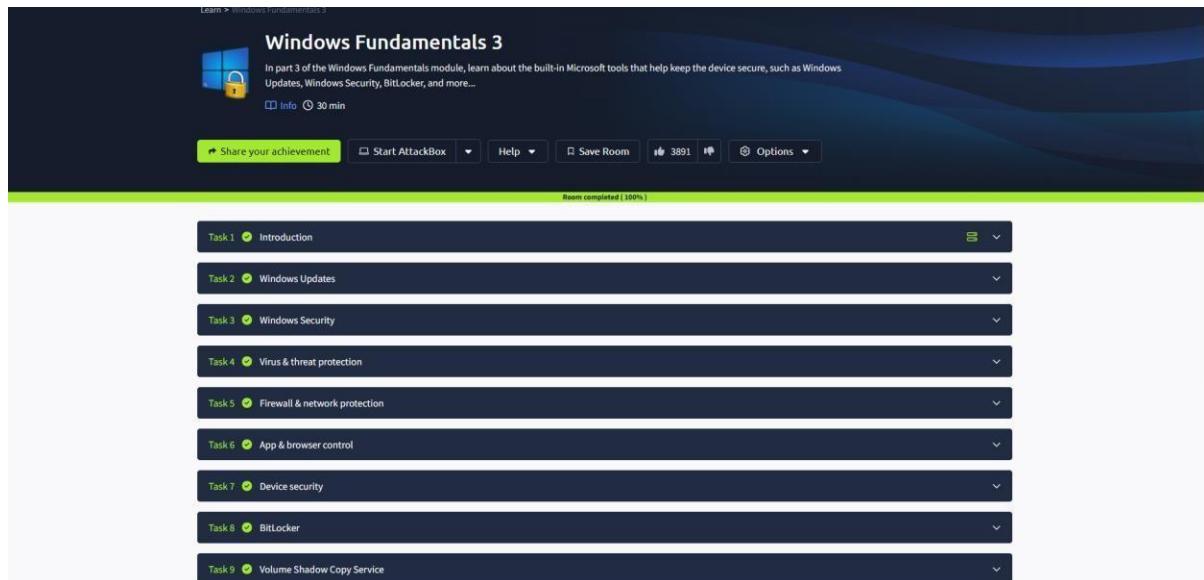 Learn > Windows Fundamentals 3
Windows Fundamentals 3
In part 3 of the Windows Fundamentals module, learn about the built-in Microsoft tools that help keep the device secure, such as Windows
Updates, Windows Security, BitLocker, and more...
Info 30 min
Share your achievement Start AttackBox Help Save Room 3891 Options
Room completed ( 100% )
Task 1 Introduction
Task 2 Windows Updates
Task 3 Windows Security
Task 4 Virus & threat protection
Task 5 Firewall & network protection
Task 6 App & browser control
Task 7 Device security
Task 8 BitLocker
Task 9 Volume Shadow Copy Service